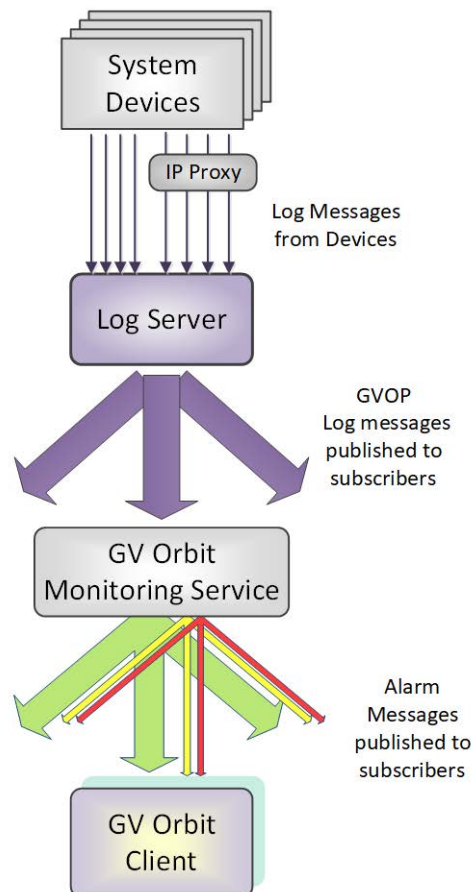 System
Devices
IP Proxy
Log Messages
from Devices
Log Server
GVOP
Log messages
published to
subscribers
GV Orbit
Monitoring Service
Alarm
Messages
published to
subscribers
GV Orbit
Client